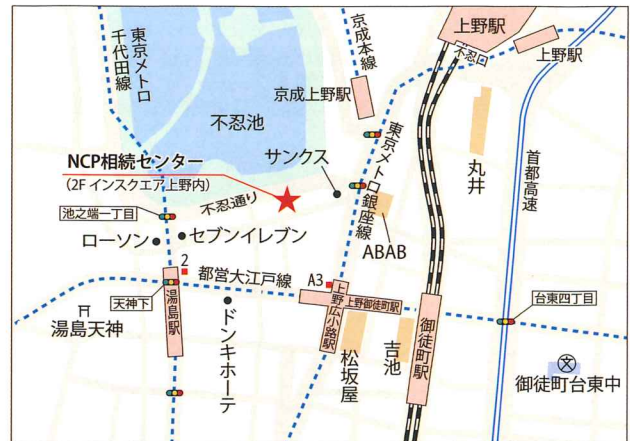 上野駅
不忍口
上野駅
東京メトロ
千代田線
京成本線
京成上野駅
不忍池
東京メトロ銀座線
首都高速
丸井
NCP相続センター
(2F インスクエア上野内)
サンクス
不忍通り
池之端一丁目
ローソン
セブンイレブン
ABAB
2
都営大江戸線
A3
天神下
湯島駅
上野広小路駅
上野御徒町駅
台東四丁目
湯島天神
ドンキホーテ
松坂屋
吉池
御徒町駅
文
御徒町台東中